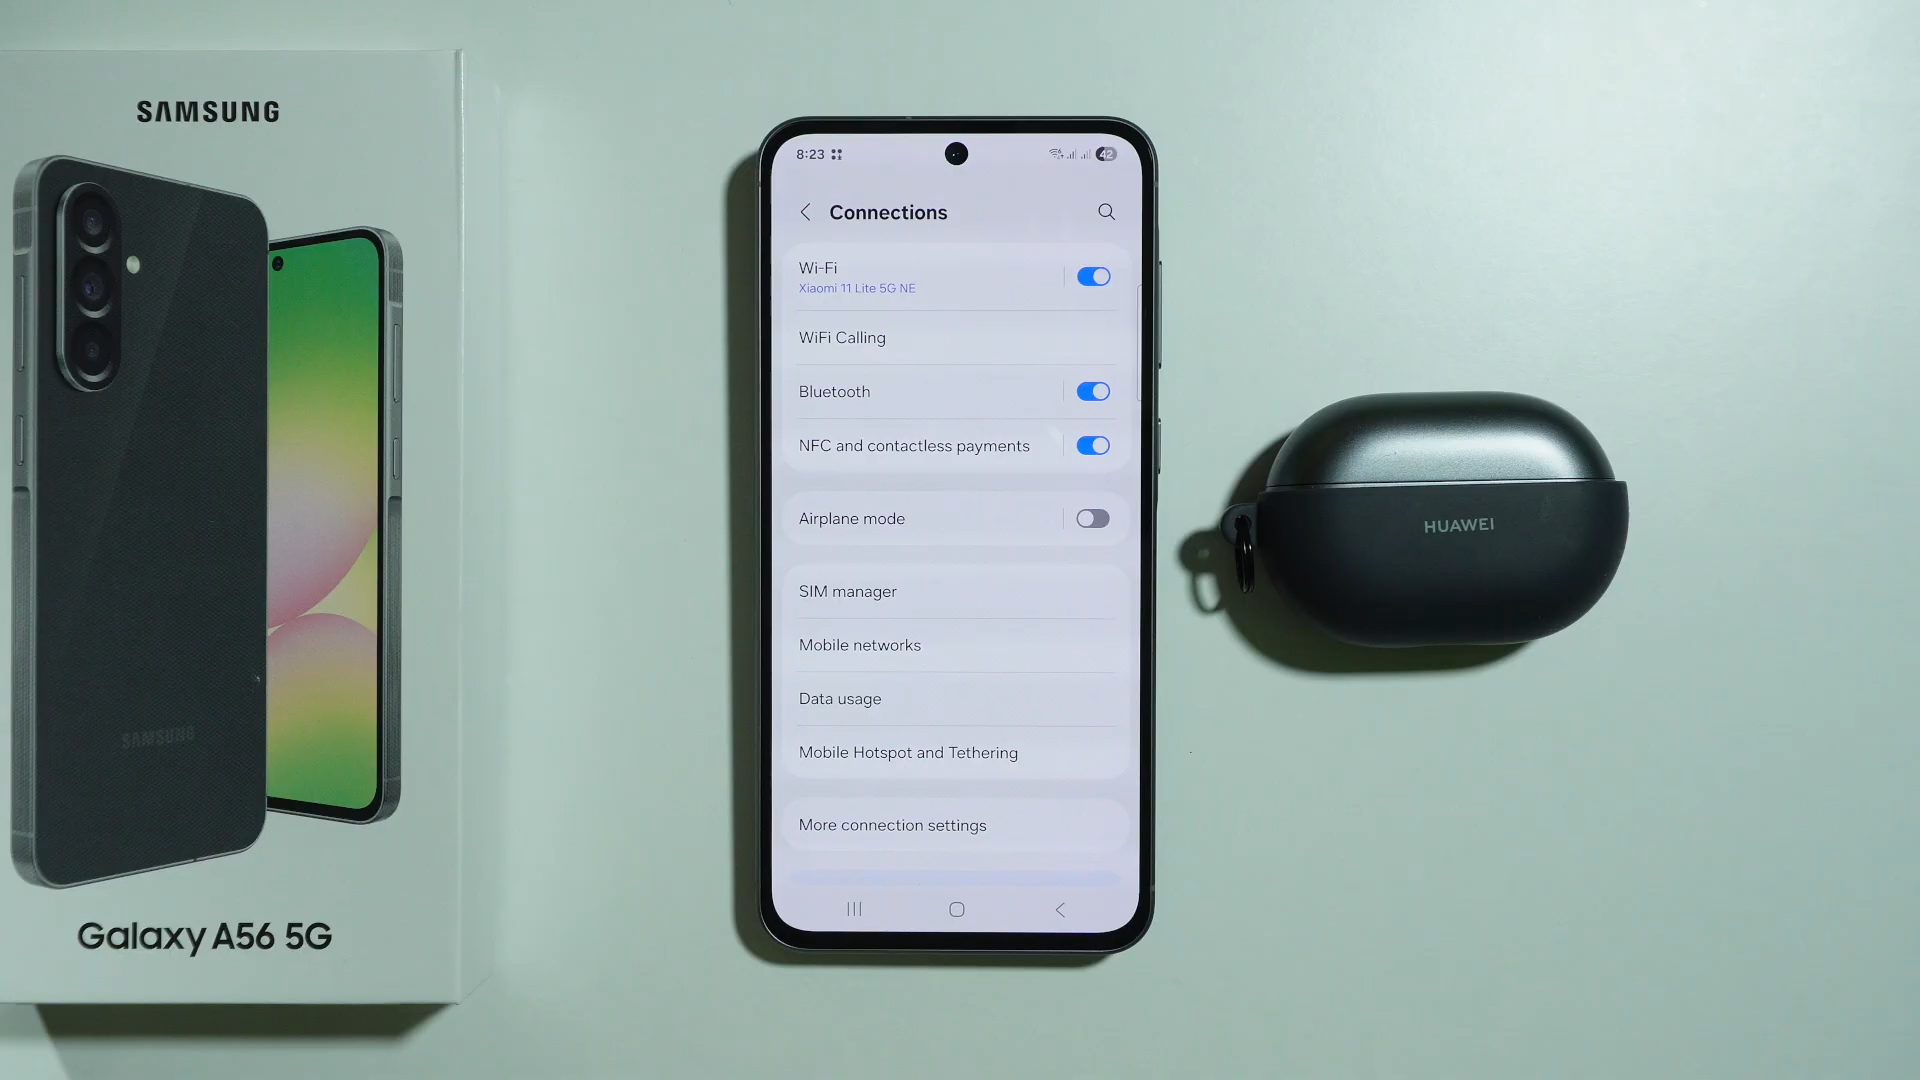 SAMSUNG
SAMSUNG
Galaxy A56 5G
8:23
42
Connections
Wi-Fi
Xiaomi 11 Lite 5G NE
WiFi Calling
Bluetooth
NFC and contactless payments
Airplane mode
SIM manager
Mobile networks
Data usage
Mobile Hotspot and Tethering
More connection settings
HUAWEI